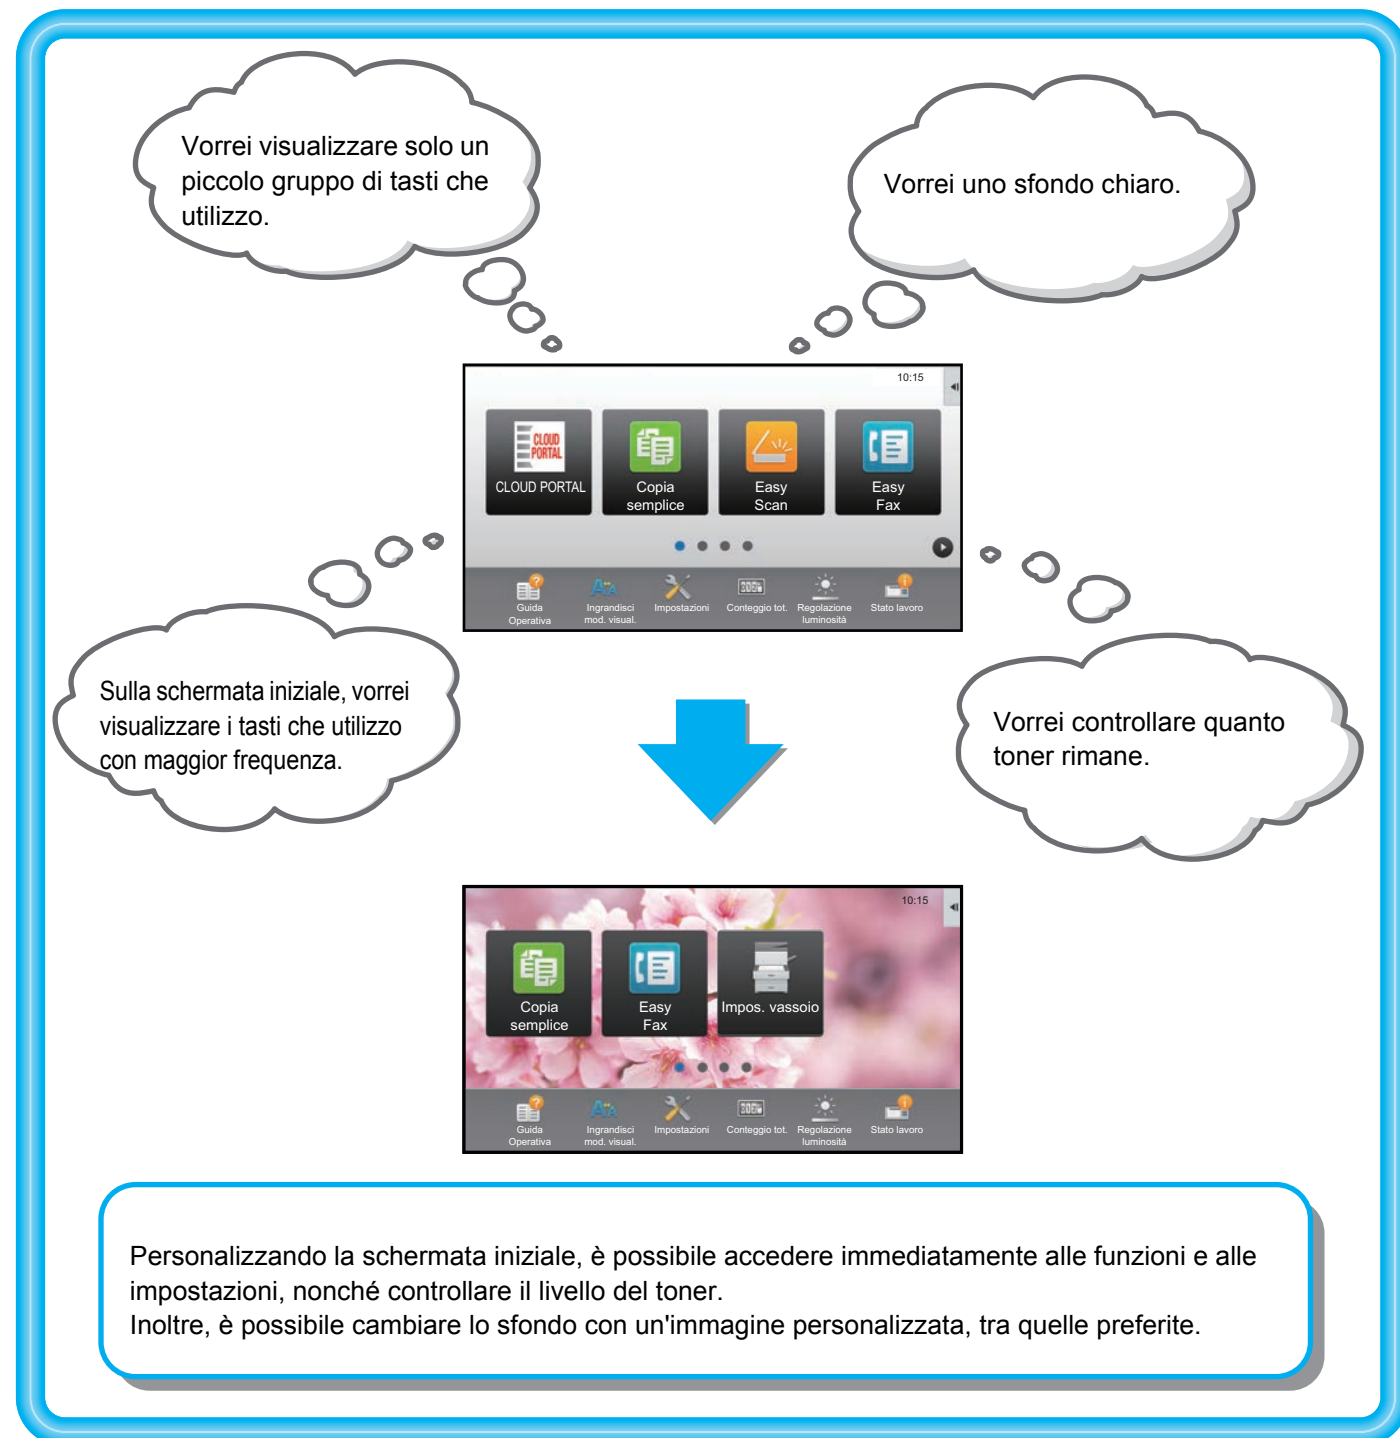 Vorrei visualizzare solo un
piccolo gruppo di tasti che
utilizzo.
Vorrei uno sfondo chiaro.
10:15
CLOUD
PORTAL
CLOUD PORTAL
Copia
semplice
Easy
Scan
Easy
Fax
Guida
Operativa
Ingrandisci
mod. visual.
Impostazioni
Conteggio tot.
Regolazione
luminosità
Stato lavoro
Sulla schermata iniziale, vorrei
visualizzare i tasti che utilizzo
con maggior frequenza.
Vorrei controllare quanto
toner rimane.
10:15
Copia
semplice
Easy
Fax
Impos. vassoio
Guida
Operativa
Ingrandisci
mod. visual.
Impostazioni
Conteggio tot.
Regolazione
luminosità
Stato lavoro
Personalizzando la schermata iniziale, è possibile accedere immediatamente alle funzioni e alle
impostazioni, nonché controllare il livello del toner.
Inoltre, è possibile cambiare lo sfondo con un'immagine personalizzata, tra quelle preferite.